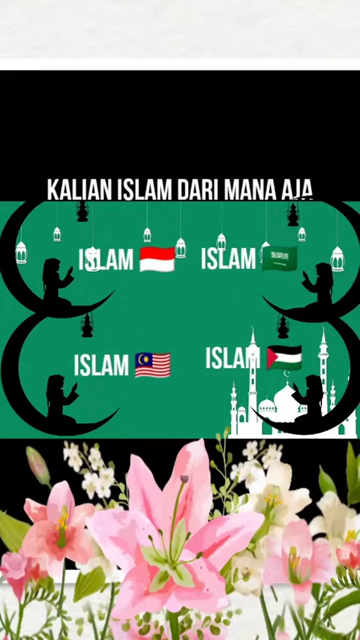 KALIAN ISLAM DARI MANA AJA
ISLAM 🇮🇩 ISLAM 🇸🇦
ISLAM 🇲🇾 ISLAM 🇵🇸